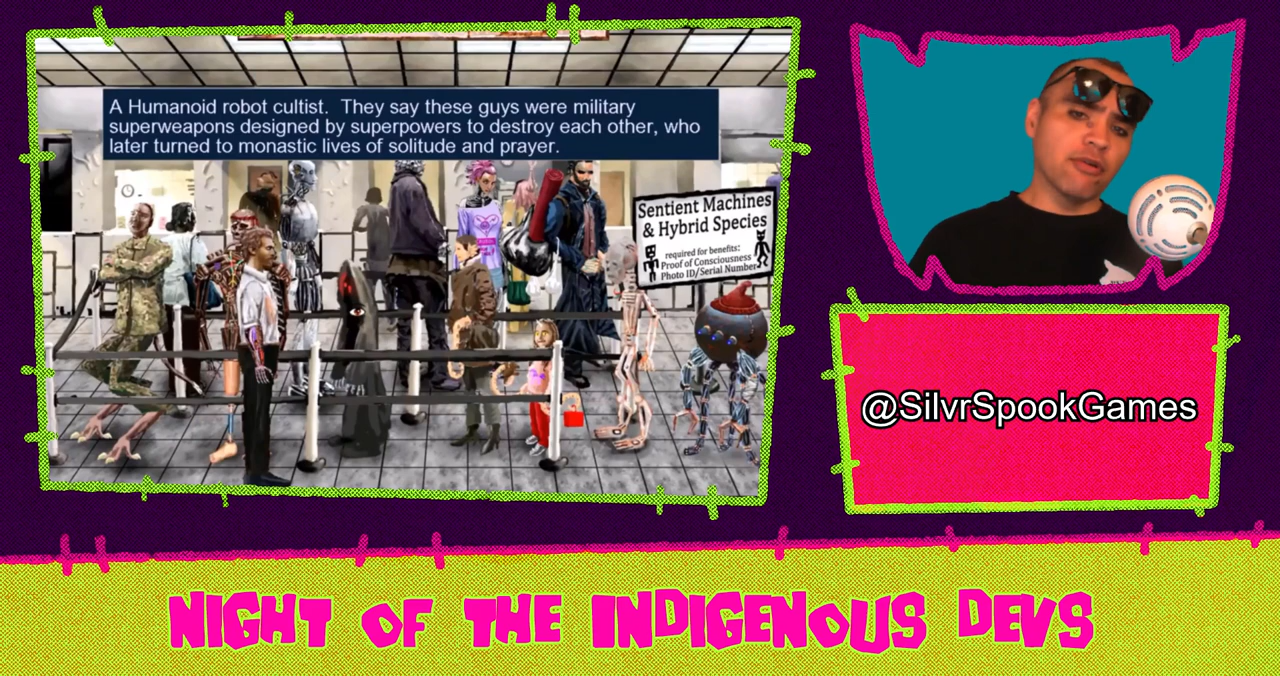 A Humanoid robot cultist. They say these guys were military
superweapons designed by superpowers to destroy each other, who
later turned to monastic lives of solitude and prayer.
Sentient Machines
& Hybrid Species
required for benefits:
Proof of Consciousness
Photo ID/Serial Number
@SilvrSpookGames
NIGHT OF THE INDIGENOUS DEVS